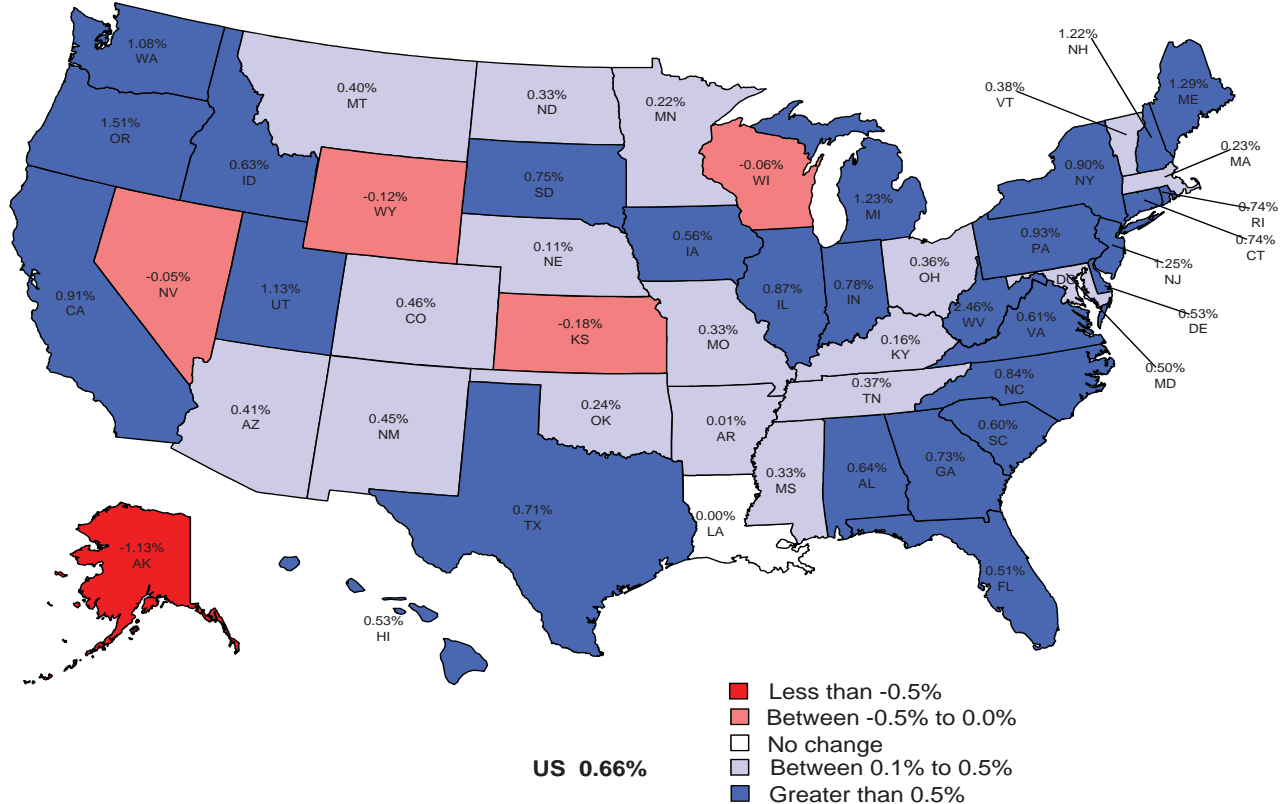 1.08%
WA
0.40%
MT
0.33%
ND
0.22%
MN
1.22%
NH
0.38%
VT
1.29%
ME
1.51%
OR
0.63%
ID
-0.12%
WY
0.75%
SD
-0.06%
WI
1.23%
MI
0.90%
NY
0.23%
MA
0.74%
RI
0.74%
CT
-0.05%
NV
0.91%
CA
1.13%
UT
0.46%
CO
0.11%
NE
0.56%
IA
0.87%
IL
0.78%
IN
0.36%
OH
0.93%
PA
1.25%
NJ
DC
0.53%
DE
0.50%
MD
2.46%
WV
0.61%
VA
-0.18%
KS
0.33%
MO
0.16%
KY
0.37%
TN
0.84%
NC
0.60%
SC
0.41%
AZ
0.45%
NM
0.24%
OK
0.01%
AR
0.33%
MS
0.64%
AL
0.73%
GA
0.71%
TX
0.00%
LA
0.51%
FL
-1.13%
AK
0.53%
HI
US 0.66%
Less than -0.5%
Between -0.5% to 0.0%
No change
Between 0.1% to 0.5%
Greater than 0.5%